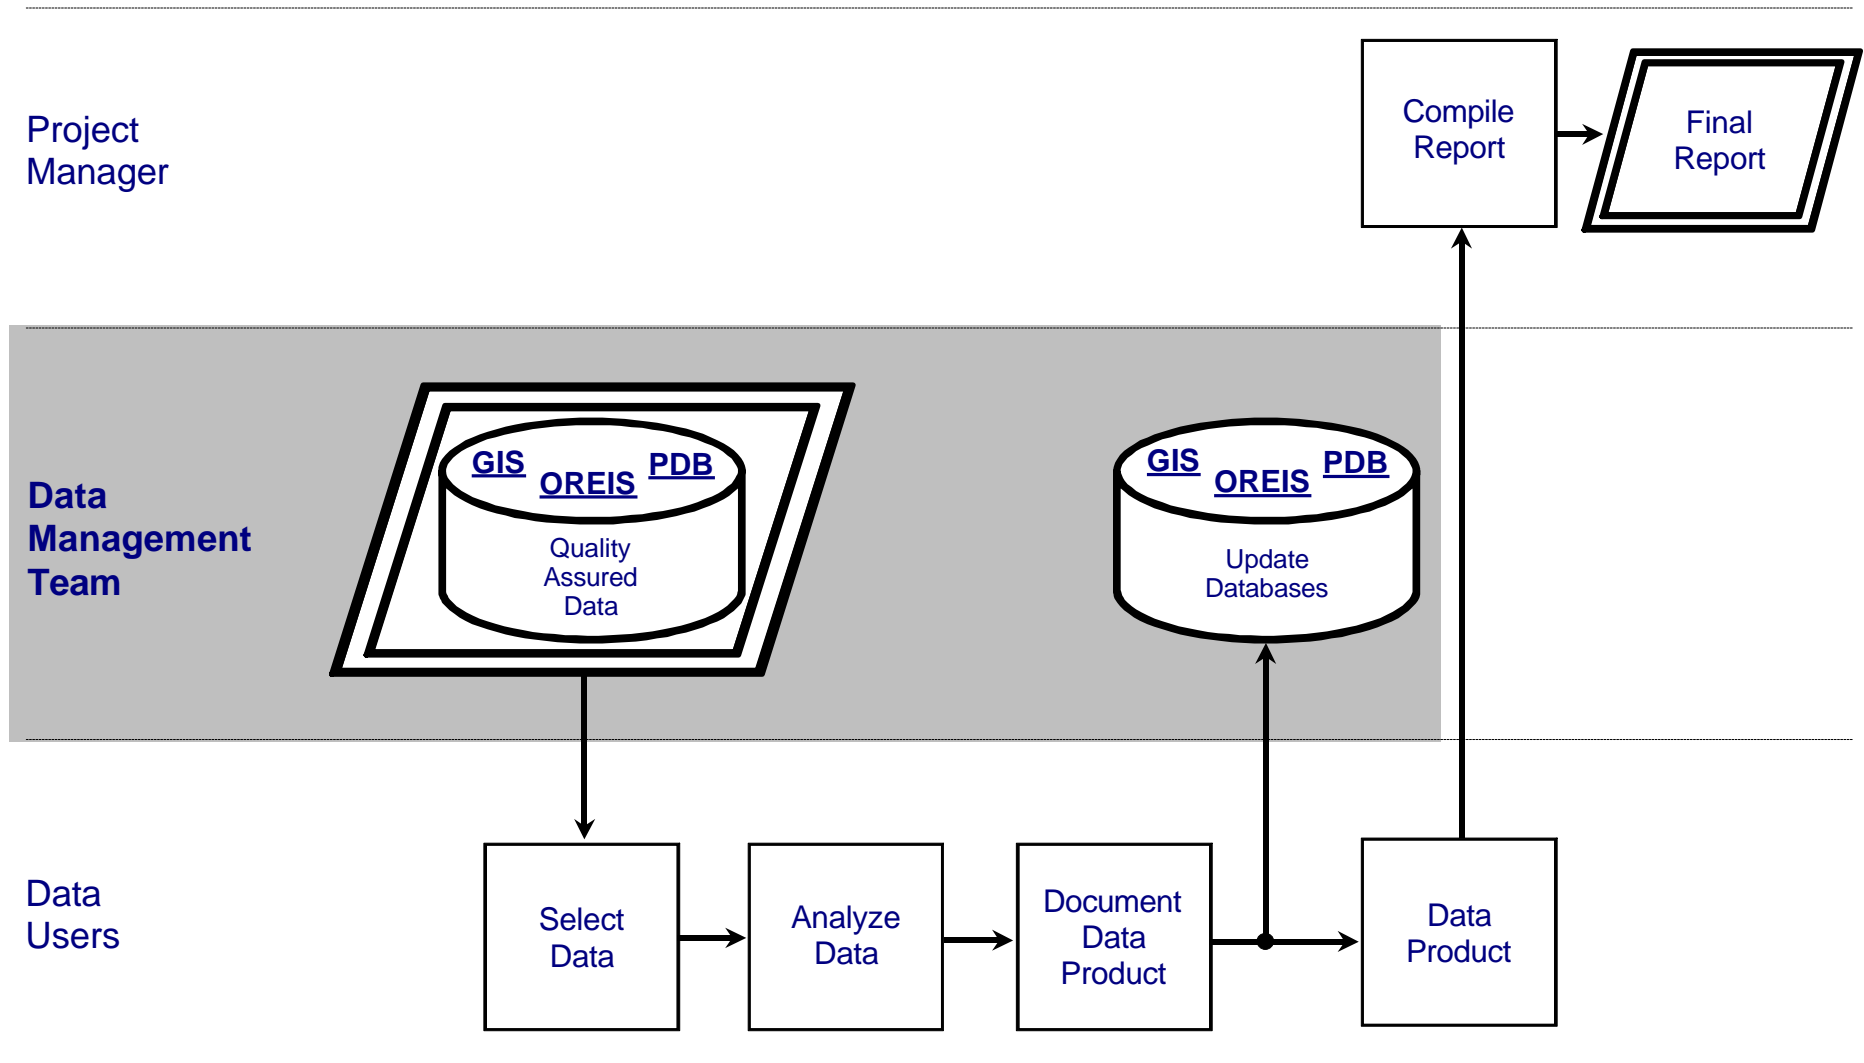 Project
Manager
Compile
Report
Final
Report
Data
Management
Team
GIS
OREIS
PDB
Quality
Assured
Data
GIS
OREIS
PDB
Update
Databases
Data
Users
Select
Data
Analyze
Data
Document
Data
Product
Data
Product